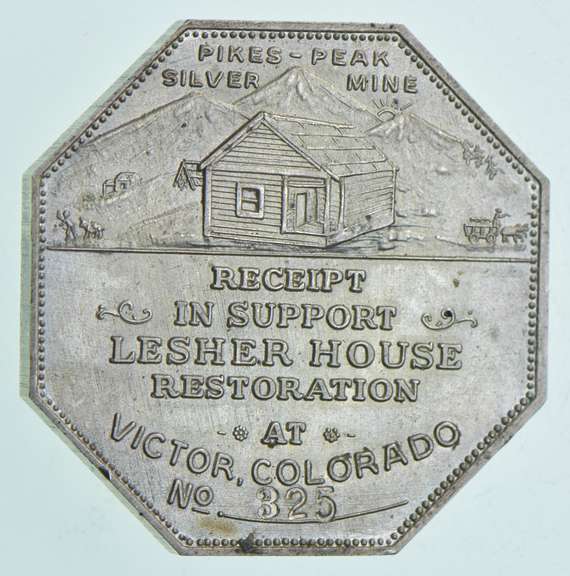 PIKES-PEAK
SILVER MINE
RECEIPT
IN SUPPORT
LESHER HOUSE
RESTORATION
AT
VICTOR, COLORADO
No. 325